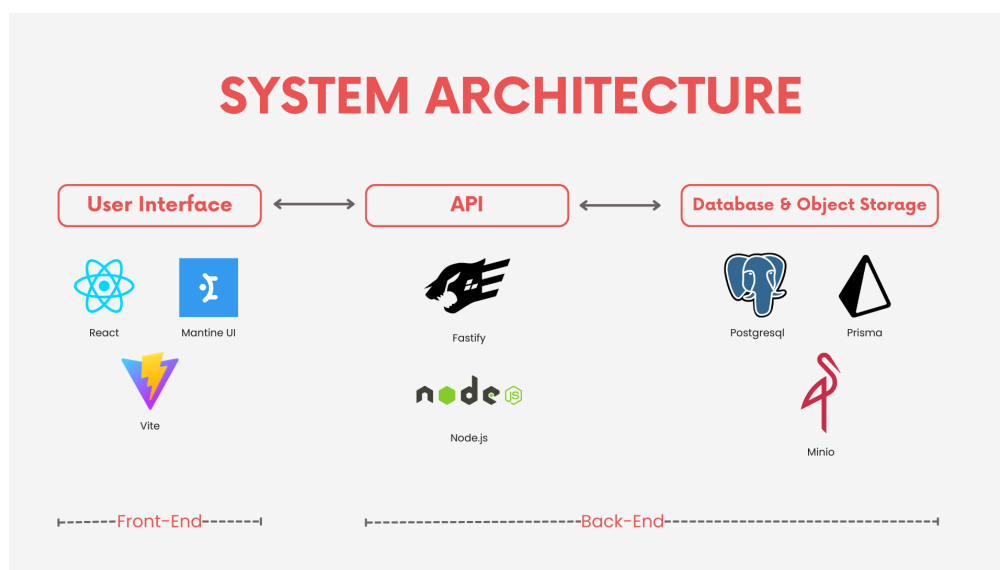 SYSTEM ARCHITECTURE
User Interface
API
Database & Object Storage
React
Mantine UI
Vite
Fastify
node
JS
Node.js
Postgresql
Prisma
Minio
Front-End
Back-End